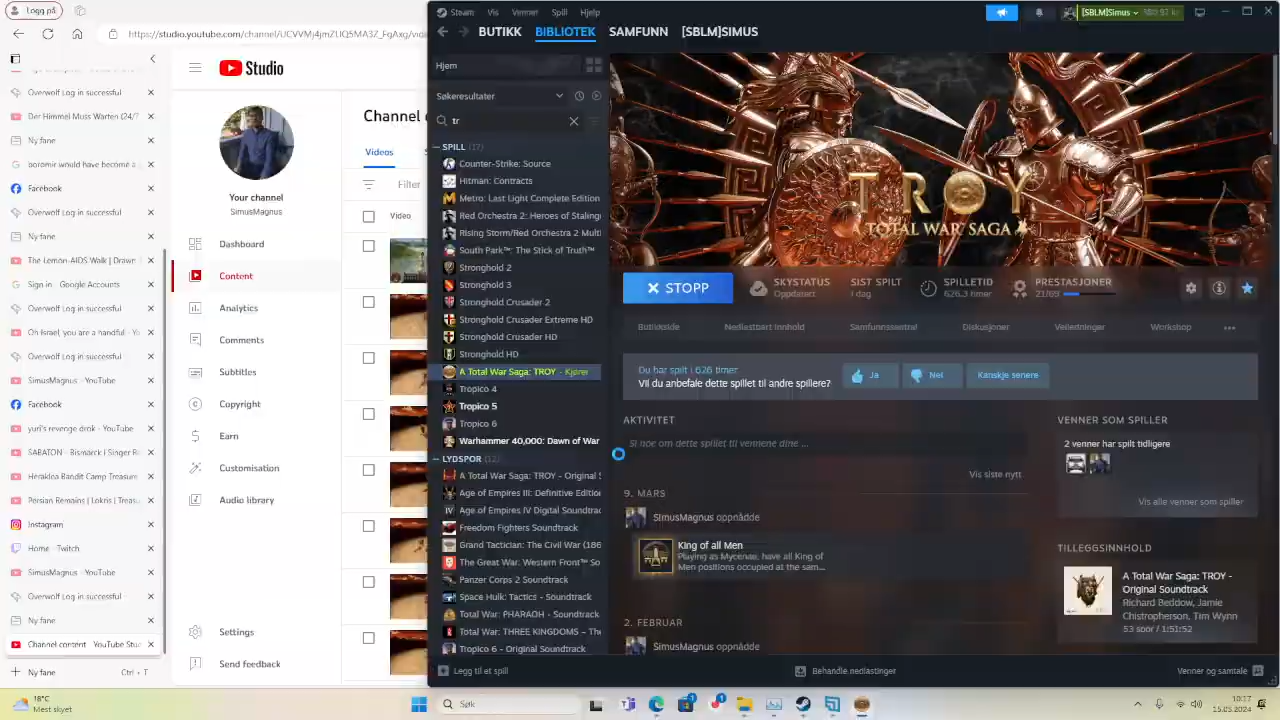 Logg på
https://studio.youtube.com/channel/
Overwolf Log in successful
Der Himmel Muss Warten (24/7
Ny fane
boromir would have become a
Facebook
Overwolf Log in successful
Ny fane
The Lemon-AIDS Walk | Drawn
Sign in - Google Accounts
Oh Israel, you are a handful - Yo
Overwolf Log in successful
SimusMagnus - YouTube
Facebook
yuri's revenge drok - YouTube
SABATON - Bismarck | Singer R
Heraklea Bandit Camp Treasure
Persian Remains | Lokris | Treasu
Instagram
Home - Twitch
SimusMagnus - YouTube
Overwolf Log in successful
Ny fane
Channel content - YouTube Stu
Ny fane
Ctrl+T
Studio
Your channel
SimusMagnus
Dashboard
Content
Analytics
Comments
Subtitles
Copyright
Earn
Customisation
Audio library
Settings
Send feedback
Channel
Videos
Filter
Video
Steam Vis Venner Spill Hjelp
[SBLM]Simus
BUTIKK BIBLIOTEK SAMFUNN [SBLM]SIMUS
Hjem
Søkeresultater
tr
SPILL (17)
Counter-Strike: Source
Hitman: Contracts
Metro: Last Light Complete Edition
Red Orchestra 2: Heroes of Staling
Rising Storm/Red Orchestra 2 Multi
South Park™: The Stick of Truth™
Stronghold 2
Stronghold 3
Stronghold Crusader 2
Stronghold Crusader Extreme HD
Stronghold Crusader HD
Stronghold HD
A Total War Saga: TROY - Kjører
Tropico 4
Tropico 5
Tropico 6
Warhammer 40,000: Dawn of War
LYDSPOR (12)
A Total War Saga: TROY - Original S
Age of Empires III: Definitive Edition
Age of Empires IV Digital Soundtrac
Freedom Fighters Soundtrack
Grand Tactician: The Civil War (186
The Great War: Western Front™ So
Panzer Corps 2 Soundtrack
Space Hulk: Tactics - Soundtrack
Total War: PHARAOH - Soundtrack
Total War: THREE KINGDOMS - The
Tropico 6 - Original Soundtrack
Legg til et spill
TROY
A TOTAL WAR SAGA
STOPP
SKYSTATUS
Oppdatert
SIST SPILT
I dag
SPILLETID
626.3 timer
PRESTASJONER
21/69
Butikkside Nedlastbart innhold Samfunnssentral Diskusjoner Veiledninger Workshop
Du har spilt i 626 timer.
Vil du anbefale dette spillet til andre spillere?
Ja Nei Kanskje senere
AKTIVITET
Si noe om dette spillet til vennene dine ...
Vis siste nytt
9. MARS
SimusMagnus oppnådde
King of all Men
Playing as Mycenae, have all King of
Men positions occupied at the sam...
2. FEBRUAR
SimusMagnus oppnådde
VENNER SOM SPILLER
2 venner har spilt tidligere
Vis alle venner som spiller
TILLEGGSINNHOLD
A Total War Saga: TROY -
Original Soundtrack
Richard Beddow, Jamie
Christopherson, Tim Wynn
53 spor / 1:51:52
Behandle nedlastinger
Venner og samtale
18°C
Mest skyet
Søk
10:17
15.05.2024